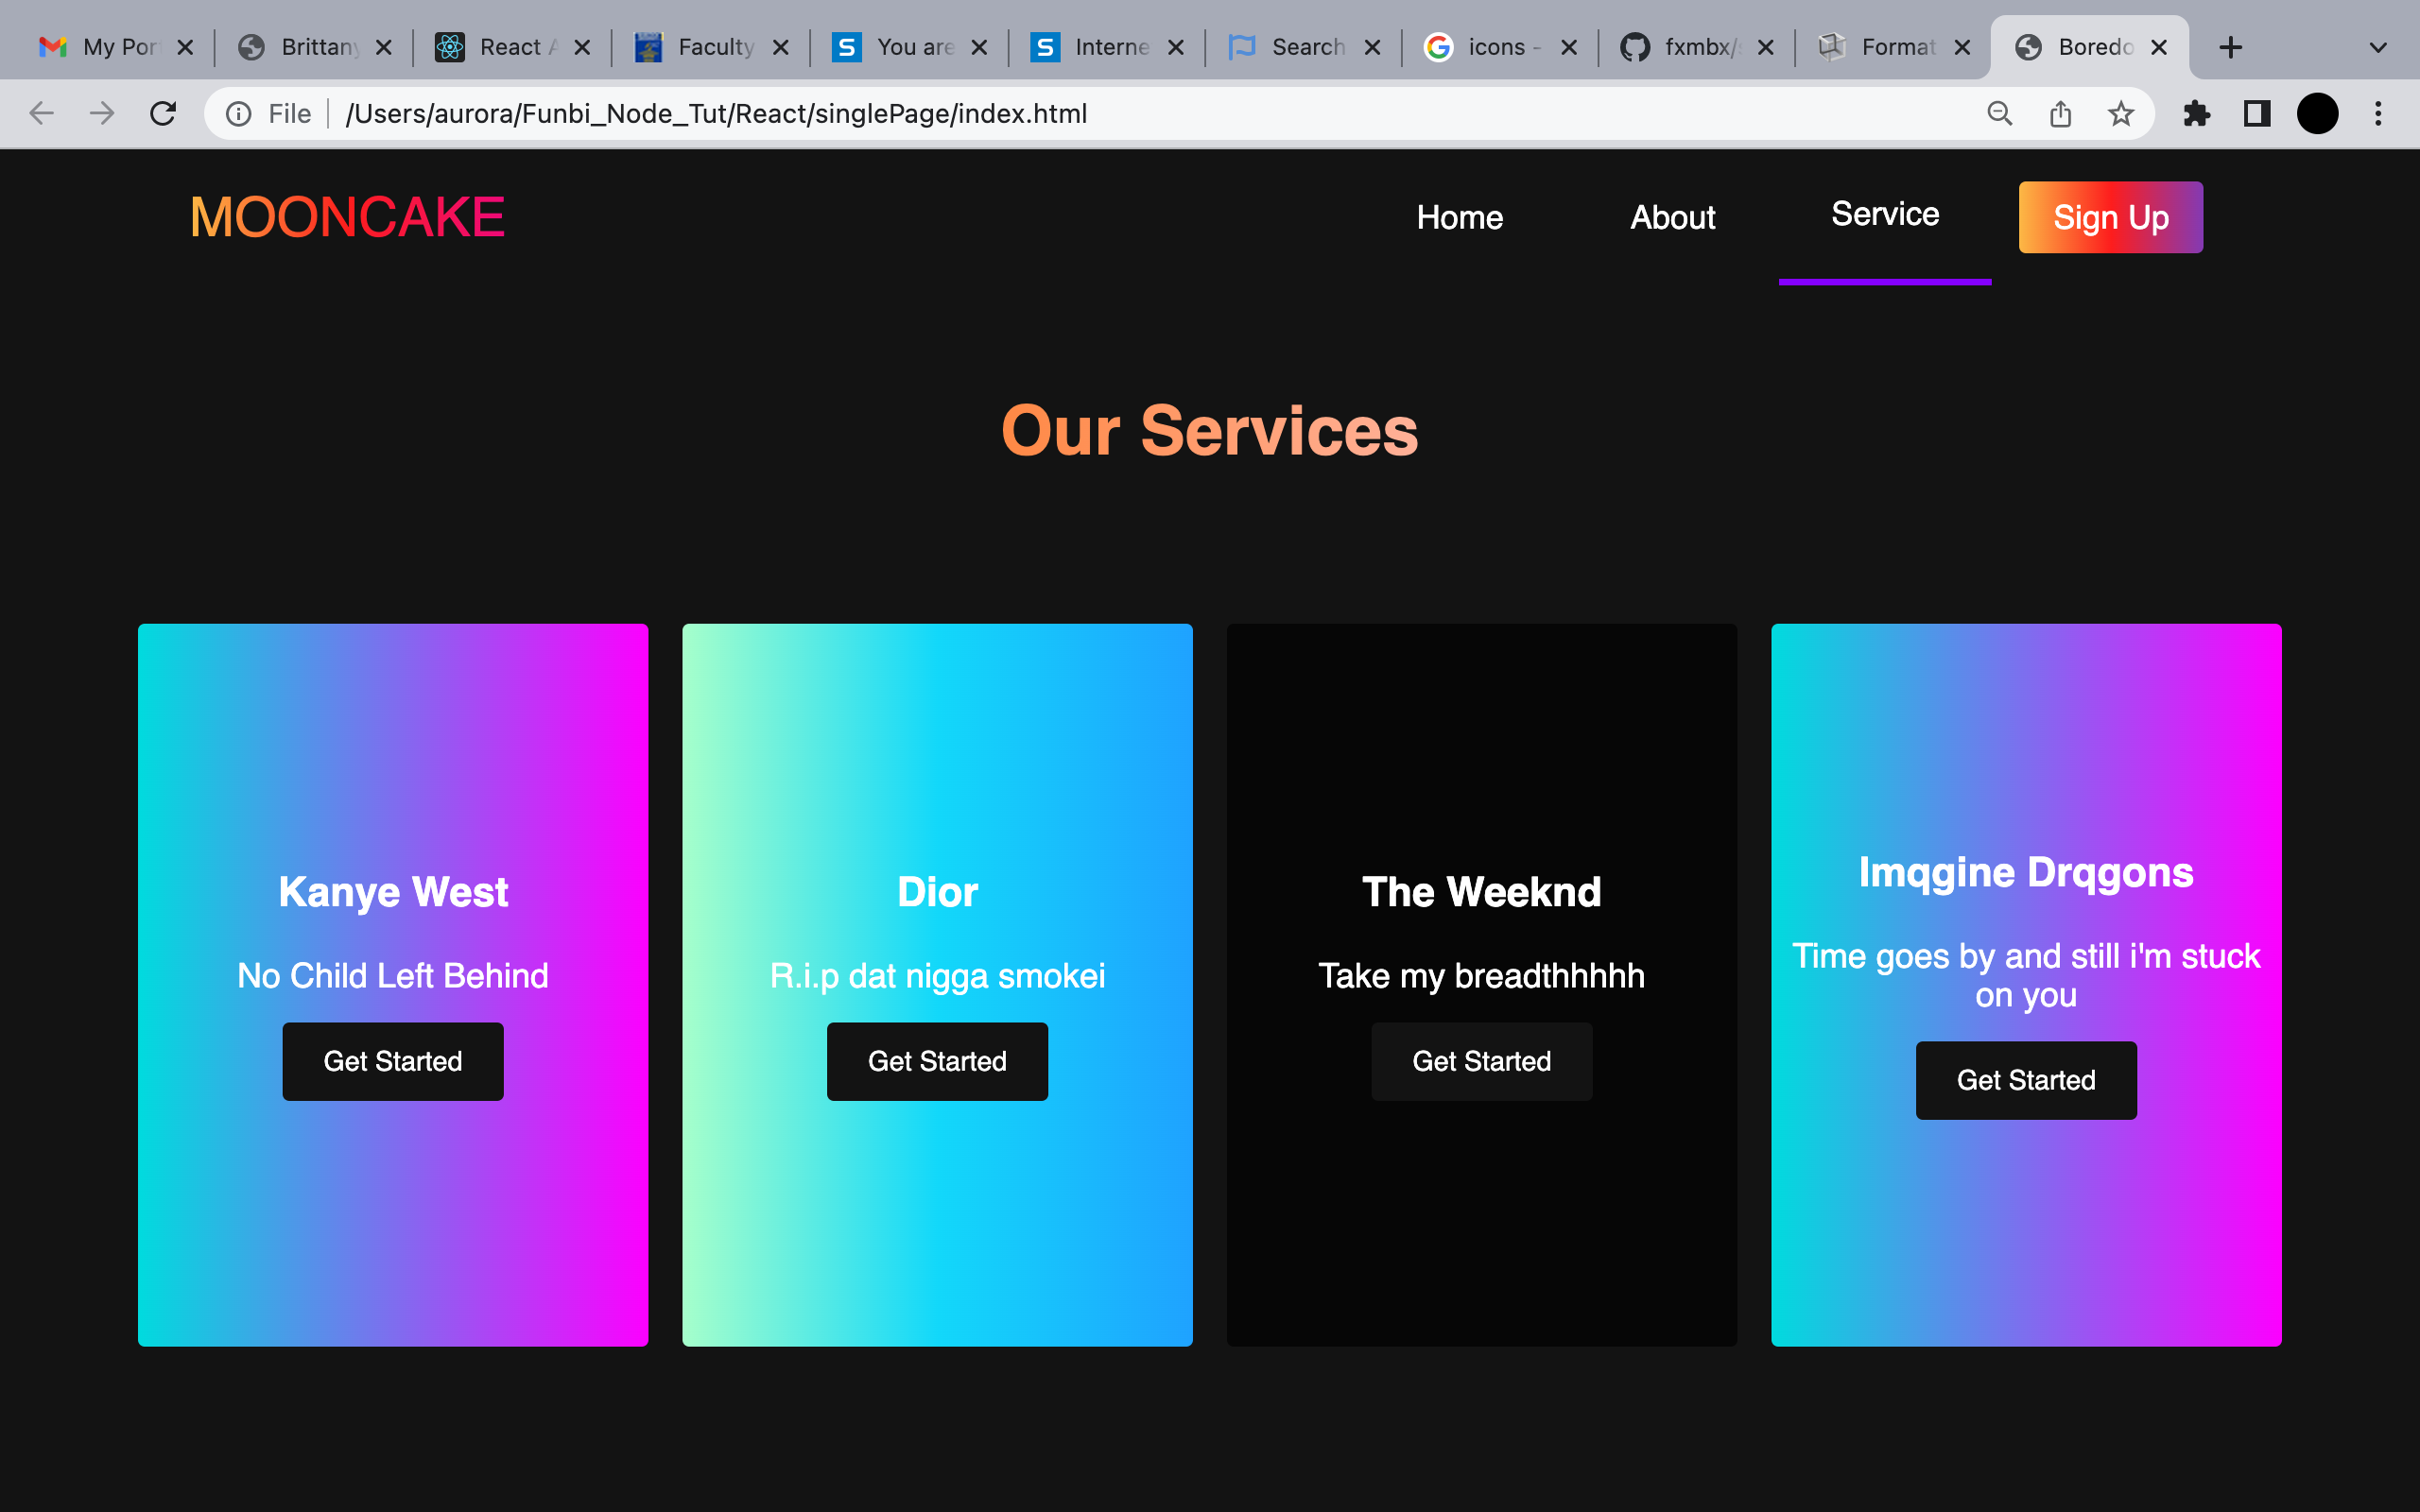 My Por
Brittany
React A
Faculty
You are
Interne
Search
icons -
fxmbx/s
Format
Boredo
File
/Users/aurora/Funbi_Node_Tut/React/singlePage/index.html
MOONCAKE
Home
About
Service
Sign Up
Our Services
Kanye West
No Child Left Behind
Get Started
Dior
R.i.p dat nigga smokei
Get Started
The Weeknd
Take my breadthhhhh
Get Started
Imqgine Drqgons
Time goes by and still i'm stuck
on you
Get Started